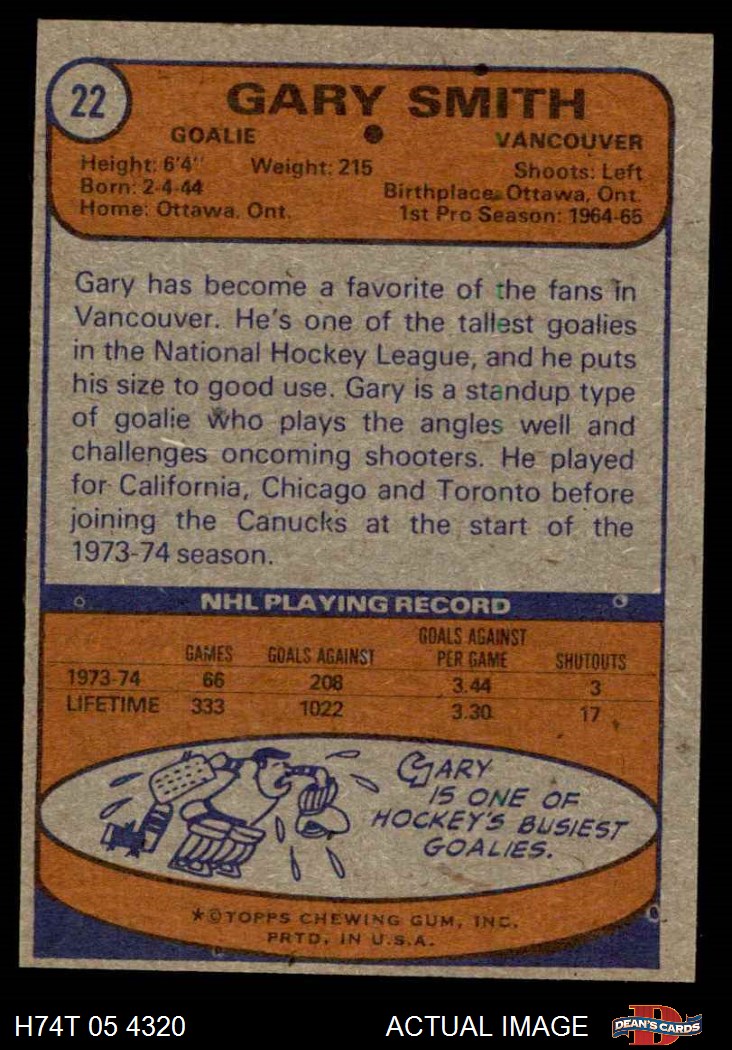 22
GARY SMITH
GOALIE VANCOUVER
Height: 6'4" Weight: 215 Shoots: Left
Born: 2-4-44 Birthplace: Ottawa, Ont.
Home: Ottawa, Ont. 1st Pro Season: 1964-65
Gary has become a favorite of the fans in
Vancouver. He's one of the tallest goalies
in the National Hockey League, and he puts
his size to good use. Gary is a standup type
of goalie who plays the angles well and
challenges oncoming shooters. He played
for California, Chicago and Toronto before
joining the Canucks at the start of the
1973-74 season.
NHL PLAYING RECORD
GAMES GOALS AGAINST GOALS AGAINST PER GAME SHUTOUTS
1973-74 66 208 3.44 3
LIFETIME 333 1022 3.30 17
GARY
IS ONE OF
HOCKEY'S BUSIEST
GOALIES.
★©TOPPS CHEWING GUM, INC.
PRTD. IN U.S.A.
H74T 05 4320 ACTUAL IMAGE D DEAN'S CARDS